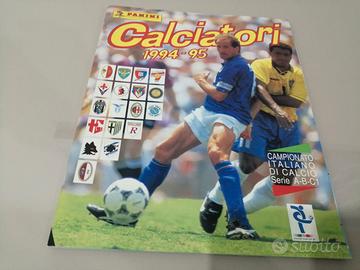 PANINI
Calciatori
1994-95
CAMPIONATO
ITALIANO
DI CALCIO
Serie A-B-C1
subito